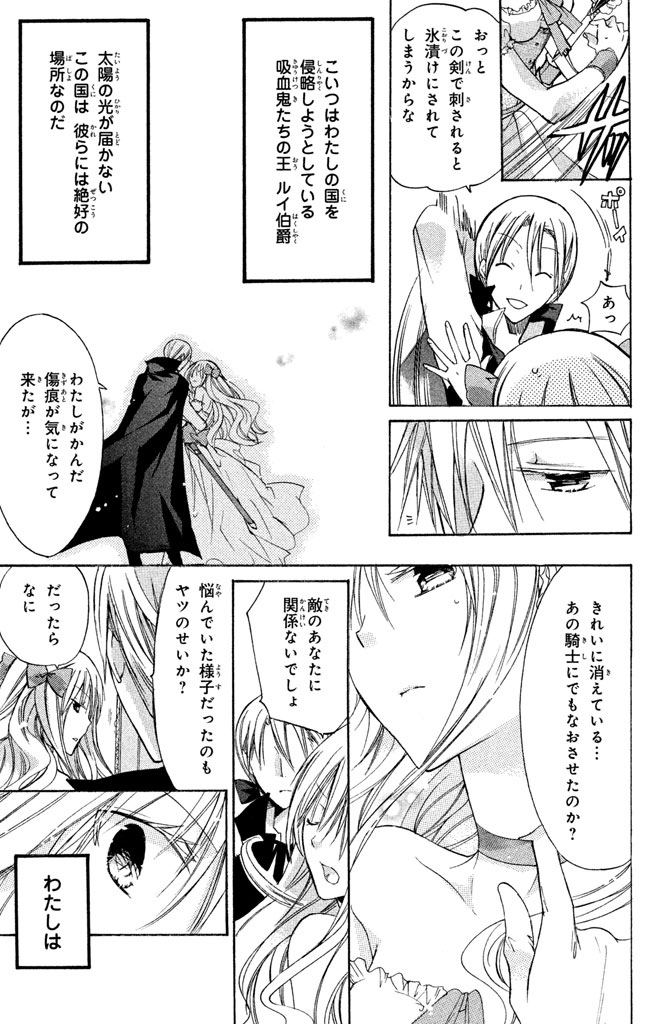 おっと
この剣で刺されると
氷漬けにされて
しまうからな
ポーイ
あっ
こいつはわたしの国を
侵略しようとしている
吸血鬼たちの王 ルイ伯爵
太陽の光が届かない
この国は 彼らには絶好の
場所なのだ
わたしがかんだ
傷痕が気になって
来たが…
きれいに消えている…
あの騎士にでもなおさせたのか?
敵のあなたに
関係ないでしょ
悩んでいた様子だったのも
ヤツのせいか?
だったら
なに
わたしは